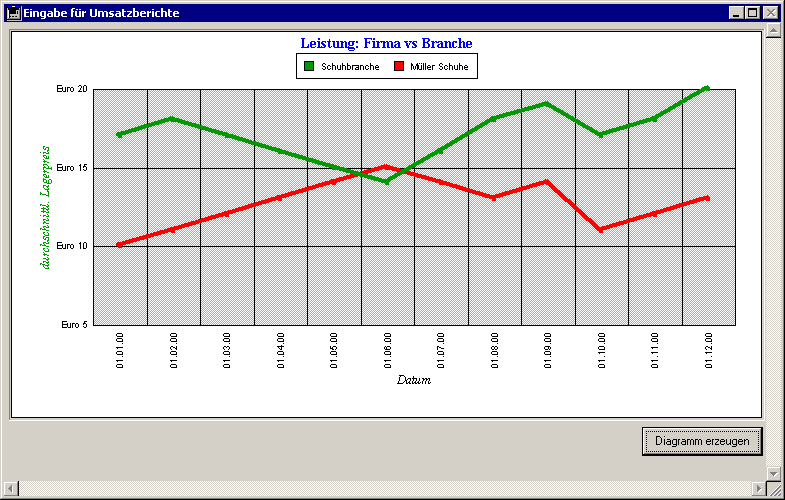 Eingabe für Umsatzberichte
Leistung: Firma vs Branche
Schuhbranche Müller Schuhe
Euro 20
Euro 15
Euro 10
Euro 5
durchschnittl. Lagerpreis
01.01.00 01.02.00 01.03.00 01.04.00 01.05.00 01.06.00 01.07.00 01.08.00 01.09.00 01.10.00 01.11.00 01.12.00
Datum
Diagramm erzeugen